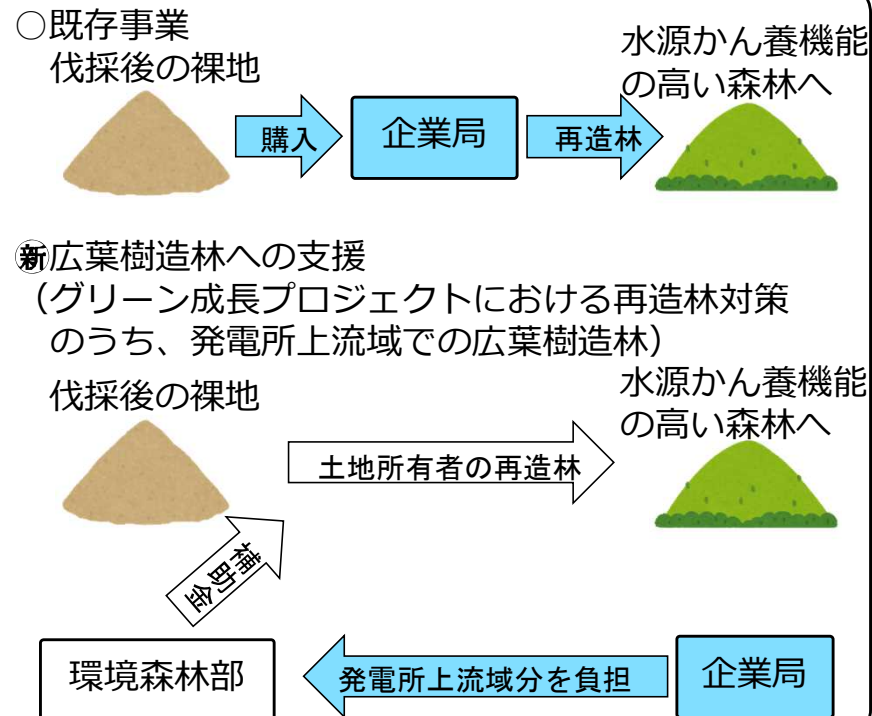 ○既存事業
伐採後の裸地
水源かん養機能
の高い森林へ
購入
企業局
再造林
㊟新広葉樹造林への支援
（グリーン成長プロジェクトにおける再造林対策
のうち、発電所上流域での広葉樹造林）
伐採後の裸地
水源かん養機能
の高い森林へ
土地所有者の再造林
補助金
環境森林部
発電所上流域分を負担
企業局